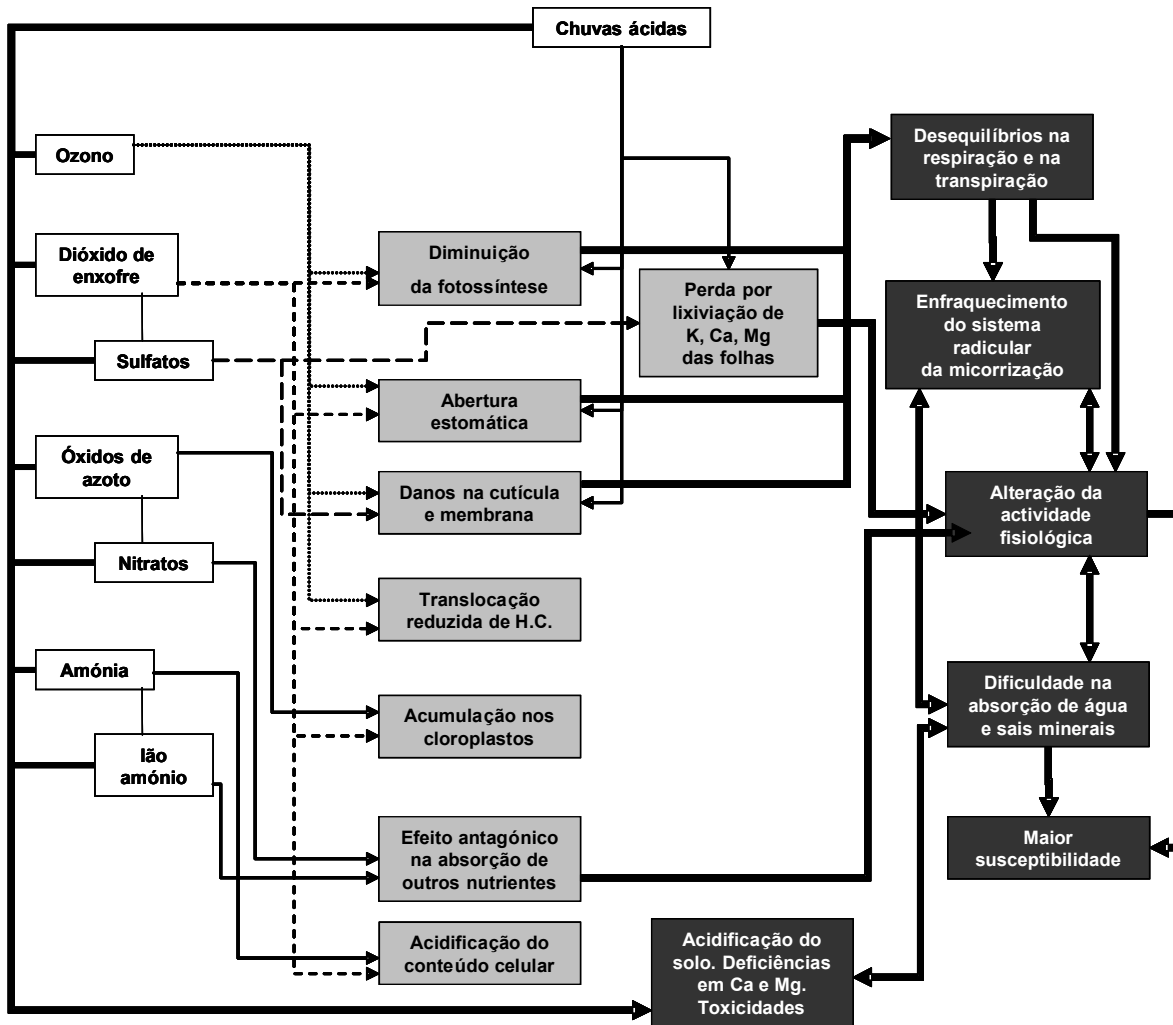 Chuvas ácidas
Ozono
Dióxido de
enxofre
Sulfatos
Óxidos de
azoto
Nitratos
Amónia
Ião
amónio
Diminuição
da fotossíntese
Abertura
estomática
Danos na cutícula
e membrana
Translocação
reduzida de H.C.
Acumulação nos
cloroplastos
Efeito antagónico
na absorção de
outros nutrientes
Acidificação do
conteúdo celular
Perda por
lixiviação de
K, Ca, Mg
das folhas
Desequilíbrios na
respiração e na
transpiração
Enfraquecimento
do sistema
radicular
da micorrização
Alteração da
actividade
fisiológica
Dificuldade na
absorção de água
e sais minerais
Maior
susceptibilidade
Acidificação do
solo. Deficiências
em Ca e Mg.
Toxicidades